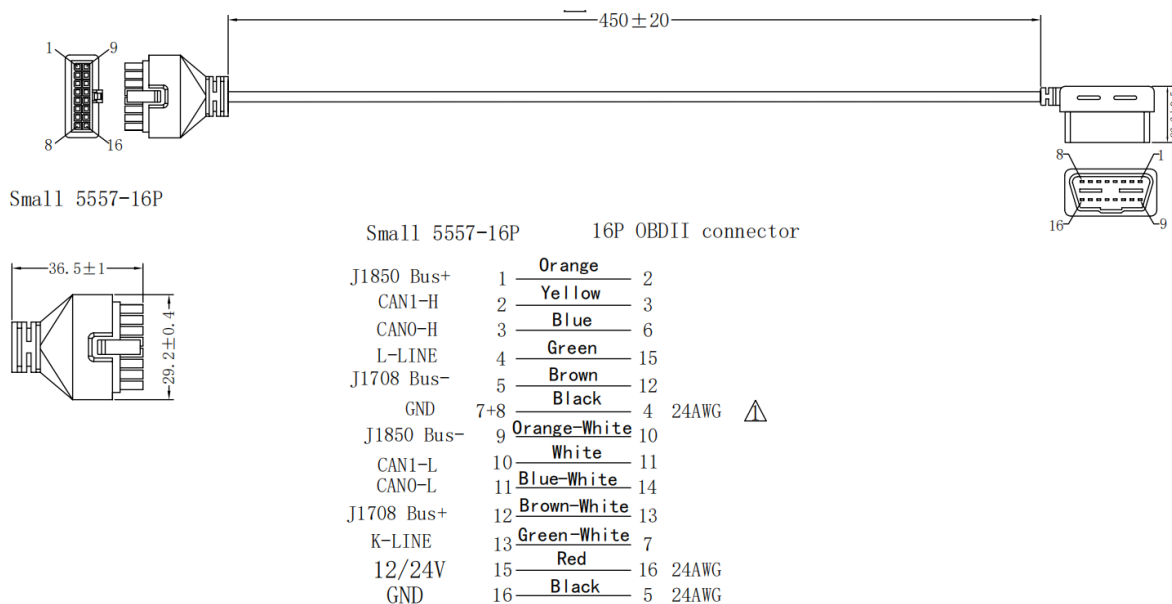 450±20
1 9
8 16
8 1
16 9
Small 5557-16P
36.5±1
29.2±0.4
Small 5557-16P 16P OBDII connector
J1850 Bus+ 1 Orange 2
CAN1-H 2 Yellow 3
CAN0-H 3 Blue 6
L-LINE 4 Green 15
J1708 Bus- 5 Brown 12
GND 7+8 Black 4 24AWG 1
J1850 Bus- 9 Orange-White 10
CAN1-L 10 White 11
CAN0-L 11 Blue-White 14
J1708 Bus+ 12 Brown-White 13
K-LINE 13 Green-White 7
12/24V 15 Red 16 24AWG
GND 16 Black 5 24AWG